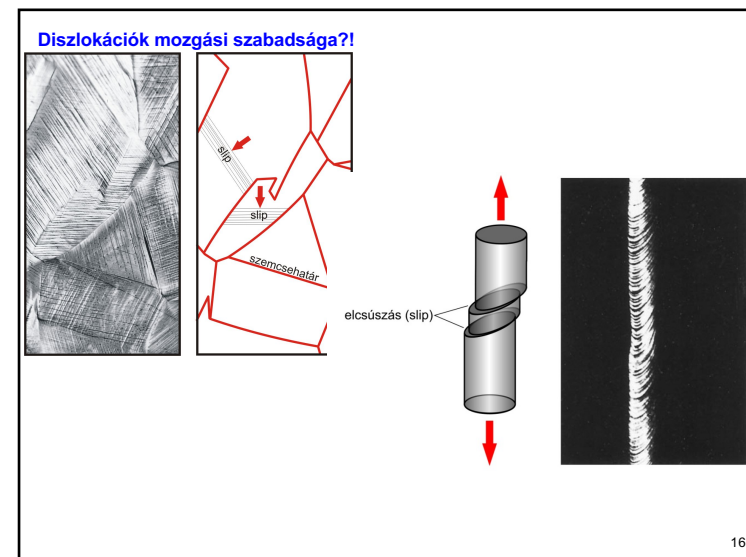 Diszlokációk mozgási szabadsága?!
slip
slip
szemcsehatár
elcsúszás (slip)
16